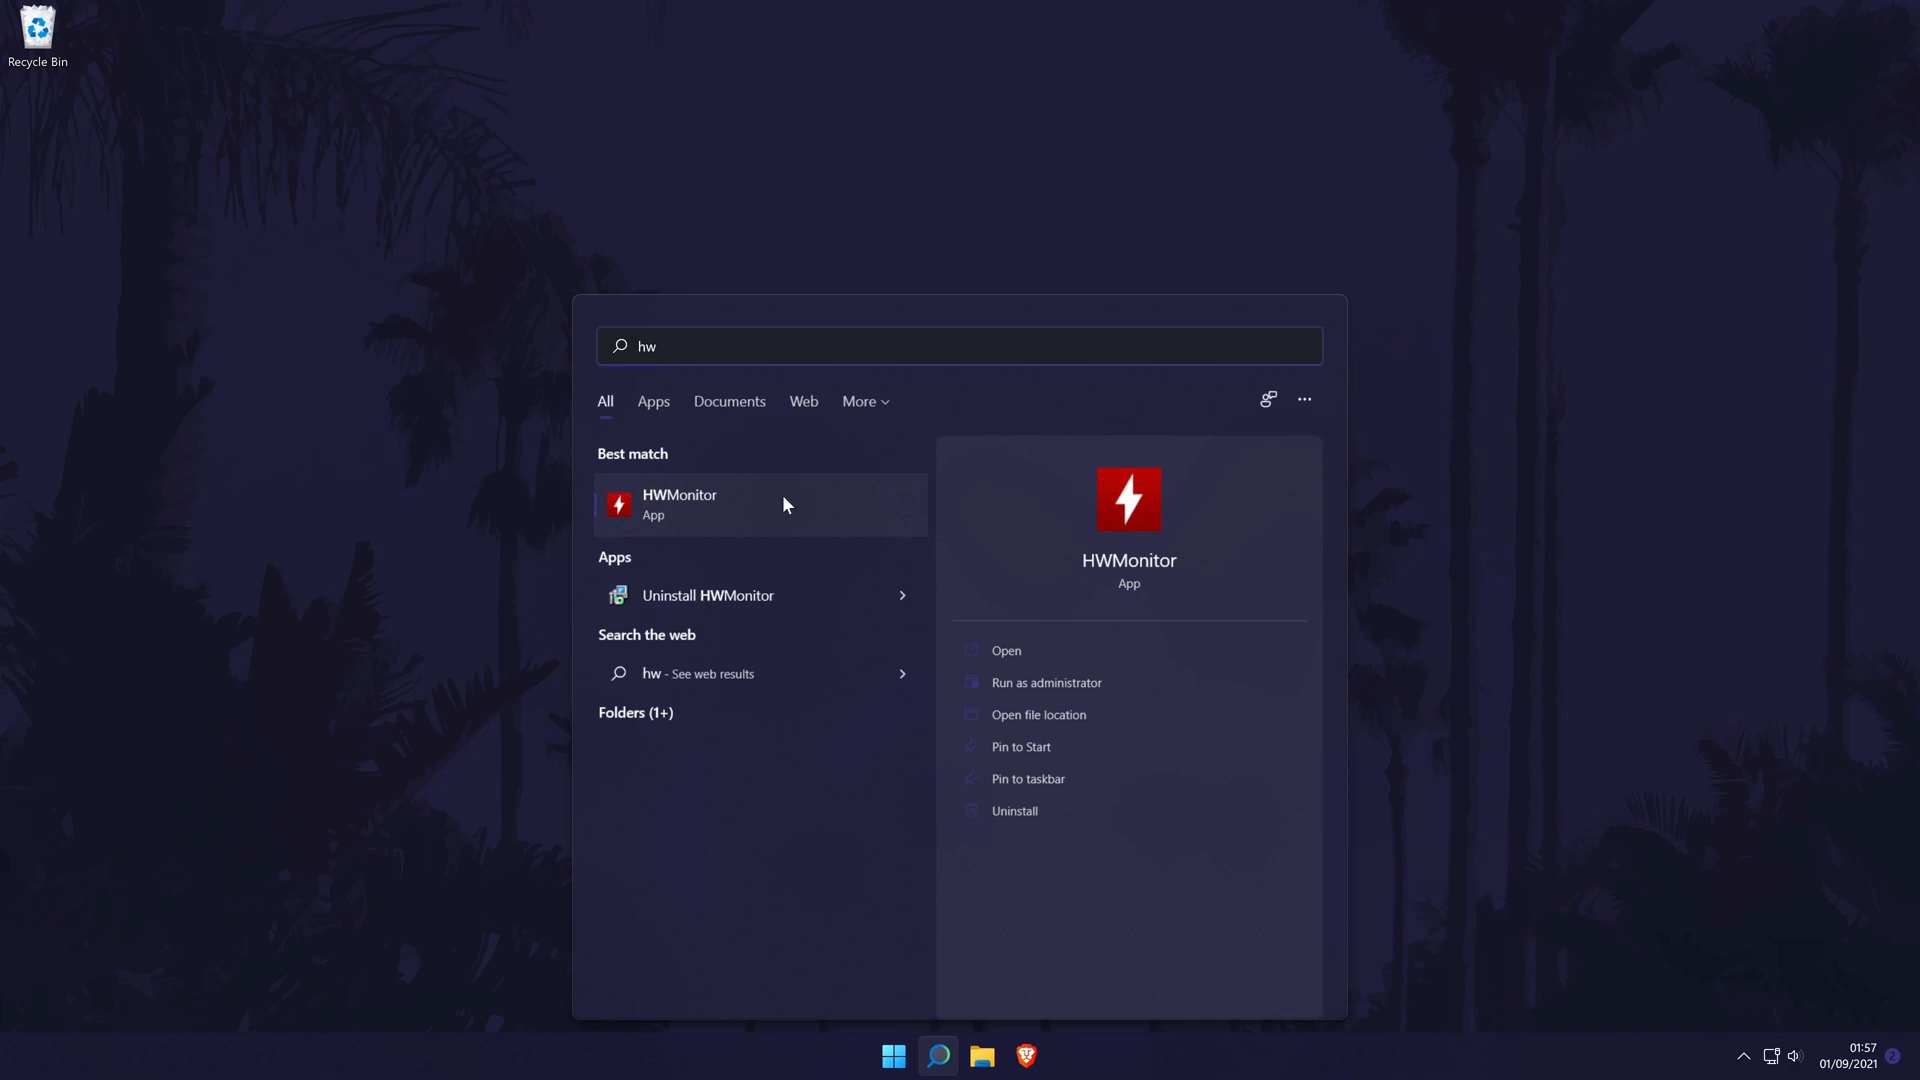 Recycle Bin
hw
All Apps Documents Web More
Best match
HWMonitor
App
Apps
Uninstall HWMonitor
Search the web
hw - See web results
Folders (1+)
HWMonitor
App
Open
Run as administrator
Open file location
Pin to Start
Pin to taskbar
Uninstall
01:57
01/09/2021
2